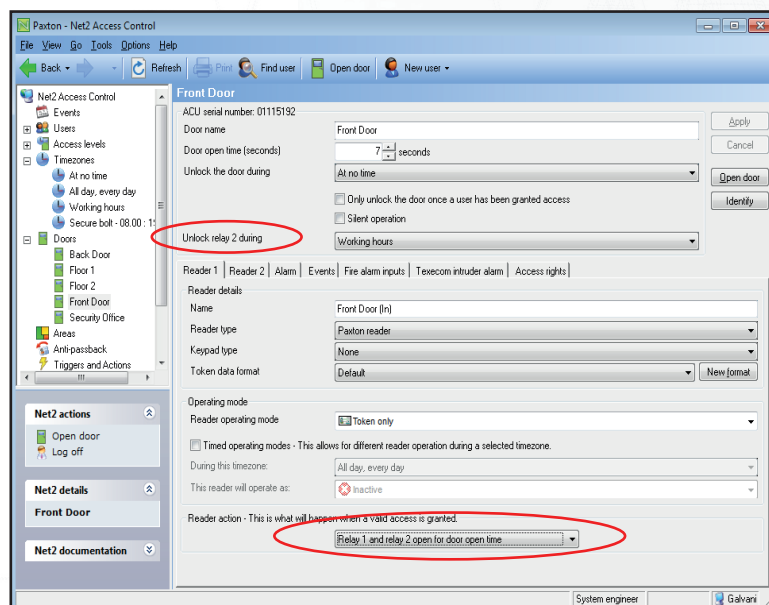 Paxton - Net2 Access Control
File View Go Tools Options Help
Back Refresh Print Find user Open door New user
Net2 Access Control
Events
Users
Access levels
Timezones
At no time
All day, every day
Working hours
Secure bolt - 08.00 : 1
Doors
Back Door
Floor 1
Floor 2
Front Door
Security Office
Areas
Anti-passback
Triggers and Actions
Net2 actions
Open door
Log off
Net2 details
Front Door
Net2 documentation
Front Door
ACU serial number: 01115192
Door name Front Door
Door open time (seconds) 7 seconds
Unlock the door during At no time
Only unlock the door once a user has been granted access
Silent operation
Unlock relay 2 during Working hours
Apply
Cancel
Open door
Identify
Reader 1 Reader 2 Alarm Events Fire alarm inputs Texecom intruder alarm Access rights
Reader details
Name Front Door (In)
Reader type Paxton reader
Keypad type None
Token data format Default New format
Operating mode
Reader operating mode Token only
Timed operating modes - This allows for different reader operation during a selected timezone.
During this timezone: All day, every day
This reader will operate as: Inactive
Reader action - This is what will happen when a valid access is granted.
Relay 1 and relay 2 open for door open time
System engineer Galvani